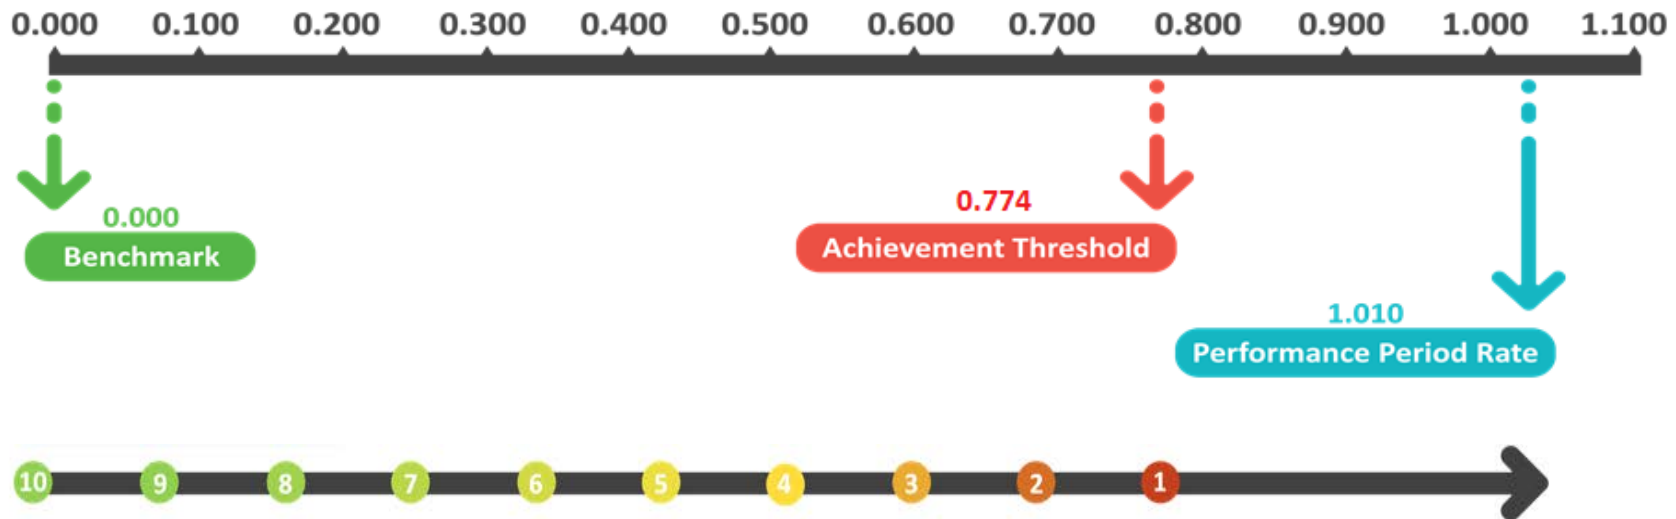 0.000 0.100 0.200 0.300 0.400 0.500 0.600 0.700 0.800 0.900 1.000 1.100
0.774
0.000
Achievement Threshold
Benchmark
1.010
Performance Period Rate
10 9 8 7 6 5 4 3 2 1